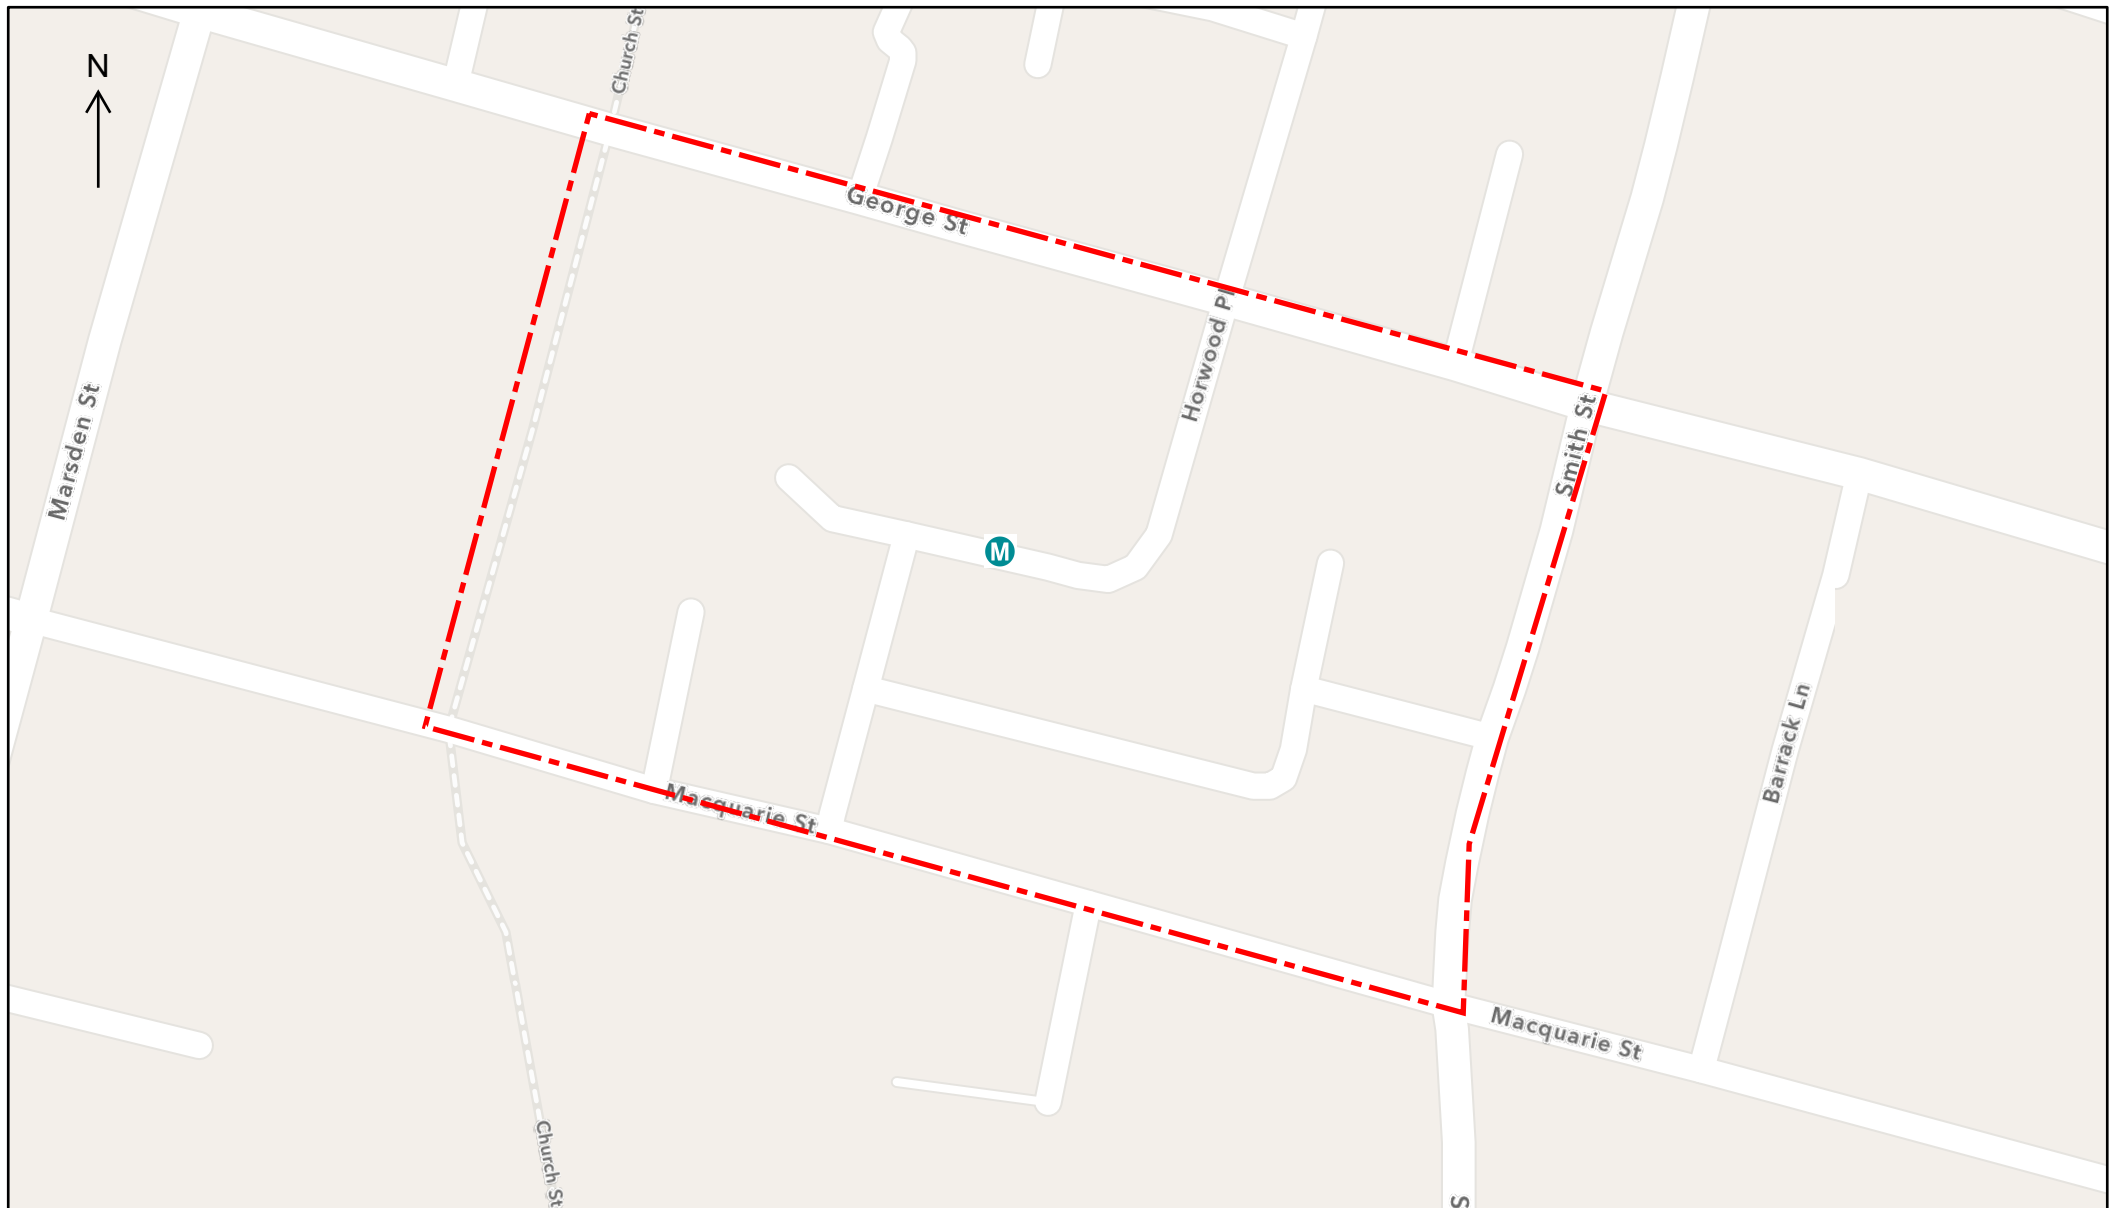 Church St
N
George St
Horwood Pl
Marsden St
Smith St
M
Barrack Ln
Macquarie St
Macquarie St
Church St
S